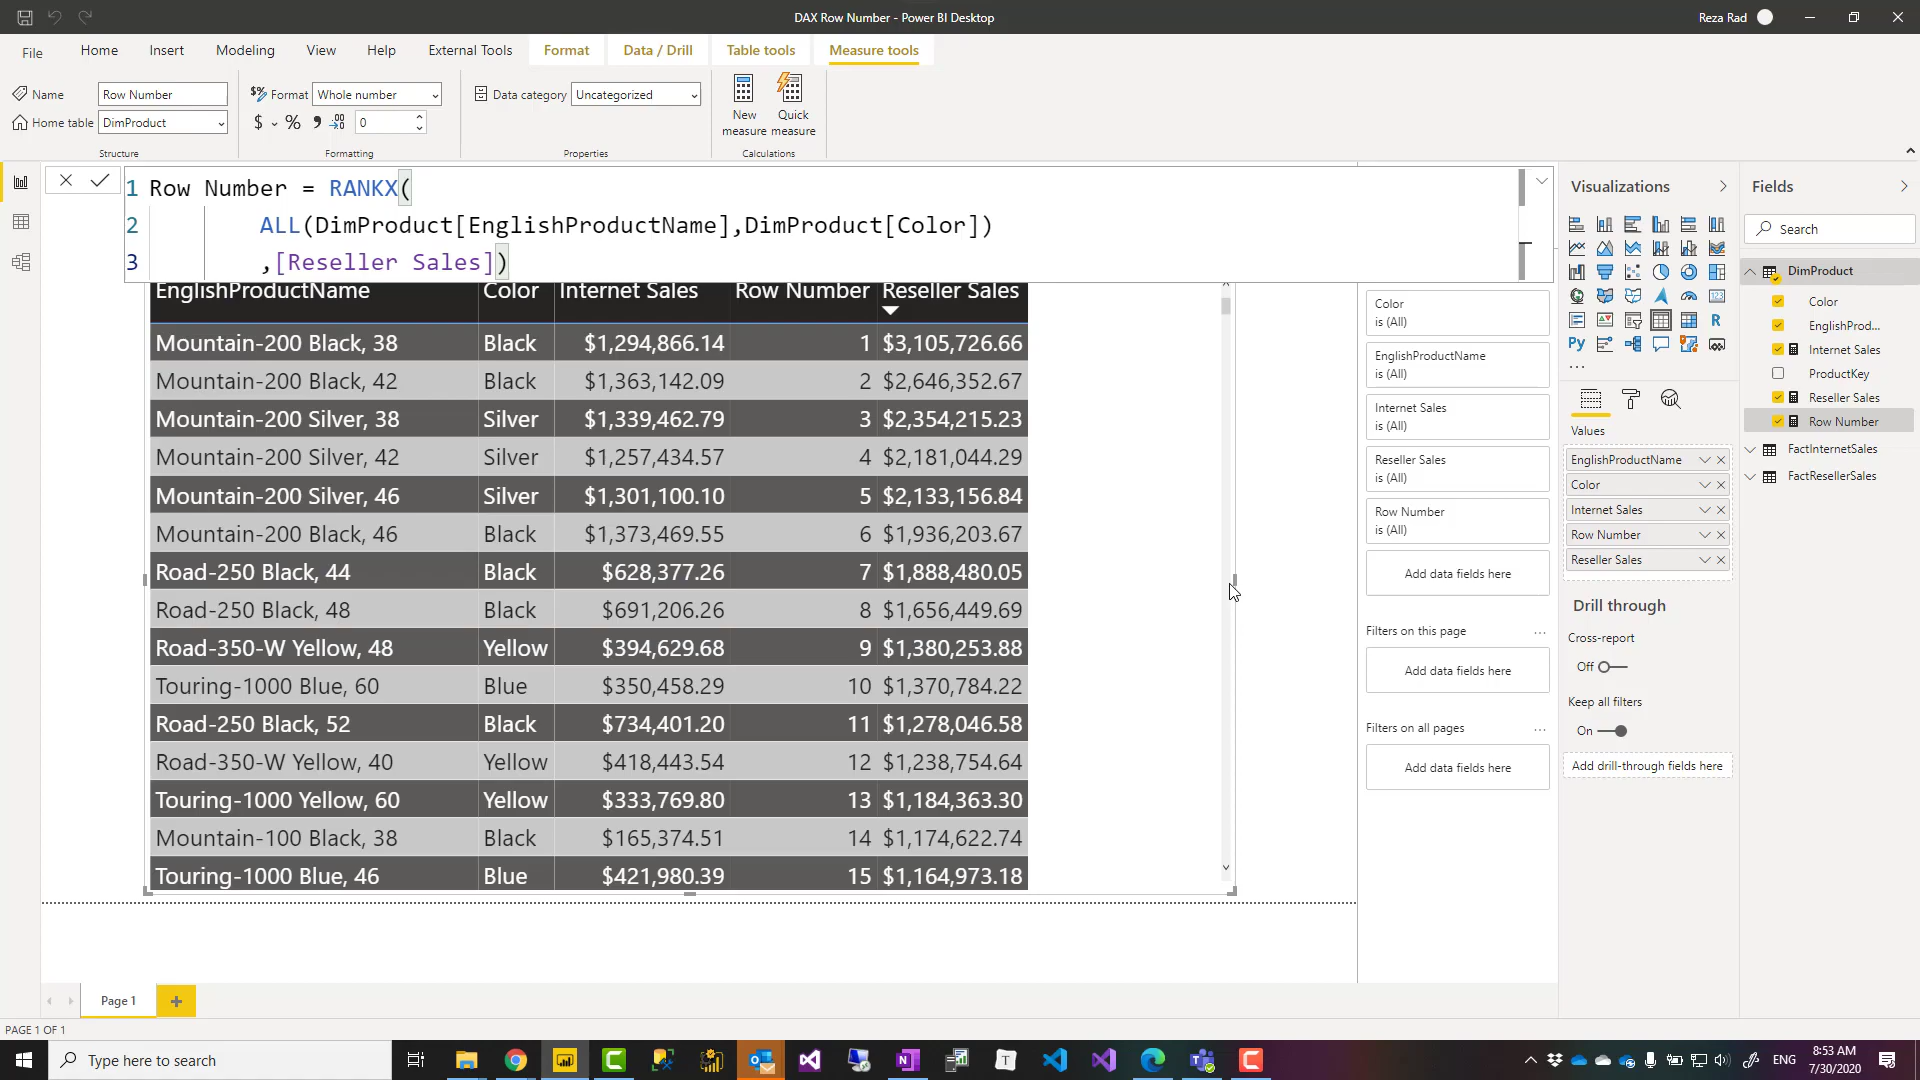 DAX Row Number - Power BI Desktop
Reza Rad
File
Home
Insert
Modeling
View
Help
External Tools
Format
Data / Drill
Table tools
Measure tools
Name
Row Number
Home table
DimProduct
Structure
Format
Whole number
$ % 9 .00
0
Formatting
Data category
Uncategorized
Properties
New measure
Quick measure
Calculations
1 Row Number = RANKX(
2 ALL(DimProduct[EnglishProductName],DimProduct[Color])
3 ,[Reseller Sales])
EnglishProductName Color Internet Sales Row Number Reseller Sales
Mountain-200 Black, 38 Black $1,294,866.14 1 $3,105,726.66
Mountain-200 Black, 42 Black $1,363,142.09 2 $2,646,352.67
Mountain-200 Silver, 38 Silver $1,339,462.79 3 $2,354,215.23
Mountain-200 Silver, 42 Silver $1,257,434.57 4 $2,181,044.29
Mountain-200 Silver, 46 Silver $1,301,100.10 5 $2,133,156.84
Mountain-200 Black, 46 Black $1,373,469.55 6 $1,936,203.67
Road-250 Black, 44 Black $628,377.26 7 $1,888,480.05
Road-250 Black, 48 Black $691,206.26 8 $1,656,449.69
Road-350-W Yellow, 48 Yellow $394,629.68 9 $1,380,253.88
Touring-1000 Blue, 60 Blue $350,458.29 10 $1,370,784.22
Road-250 Black, 52 Black $734,401.20 11 $1,278,046.58
Road-350-W Yellow, 40 Yellow $418,443.54 12 $1,238,754.64
Touring-1000 Yellow, 60 Yellow $333,769.80 13 $1,184,363.30
Mountain-100 Black, 38 Black $165,374.51 14 $1,174,622.74
Touring-1000 Blue, 46 Blue $421,980.39 15 $1,164,973.18
Color
is (All)
EnglishProductName
is (All)
Internet Sales
is (All)
Reseller Sales
is (All)
Row Number
is (All)
Add data fields here
Filters on this page ...
Add data fields here
Filters on all pages ...
Add data fields here
Visualizations
R
Py
...
Values
EnglishProductName
Color
Internet Sales
Row Number
Reseller Sales
Drill through
Cross-report
Off
Keep all filters
On
Add drill-through fields here
Fields
Search
DimProduct
Color
EnglishProd...
Internet Sales
ProductKey
Reseller Sales
Row Number
FactInternetSales
FactResellerSales
Page 1
PAGE 1 OF 1
Type here to search
ENG
8:53 AM
7/30/2020